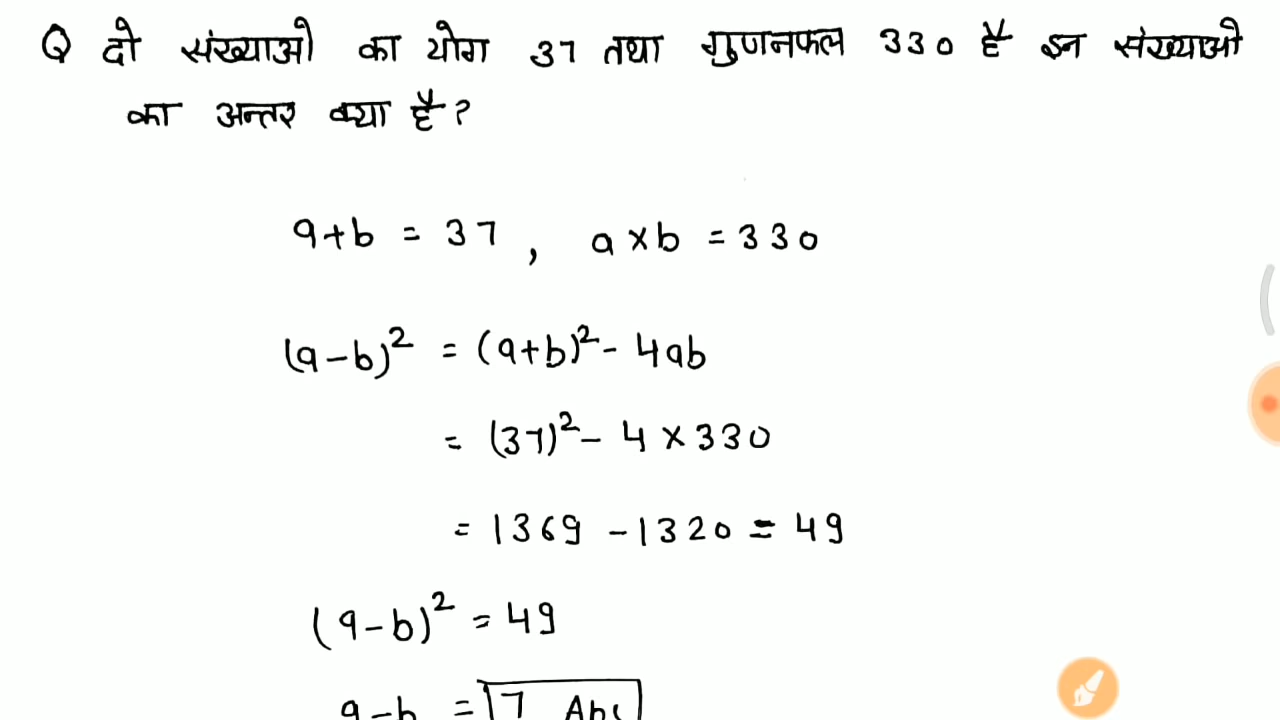 Q दो संख्याओ का योग 37 तथा गुणनफल 330 है इन संख्याओ
का अन्तर क्या है?
a+b = 37, a×b = 330
(a-b)² = (a+b)² - 4ab
= (37)² - 4×330
= 1369 - 1320 = 49
(a-b)² = 49
a-b = 7